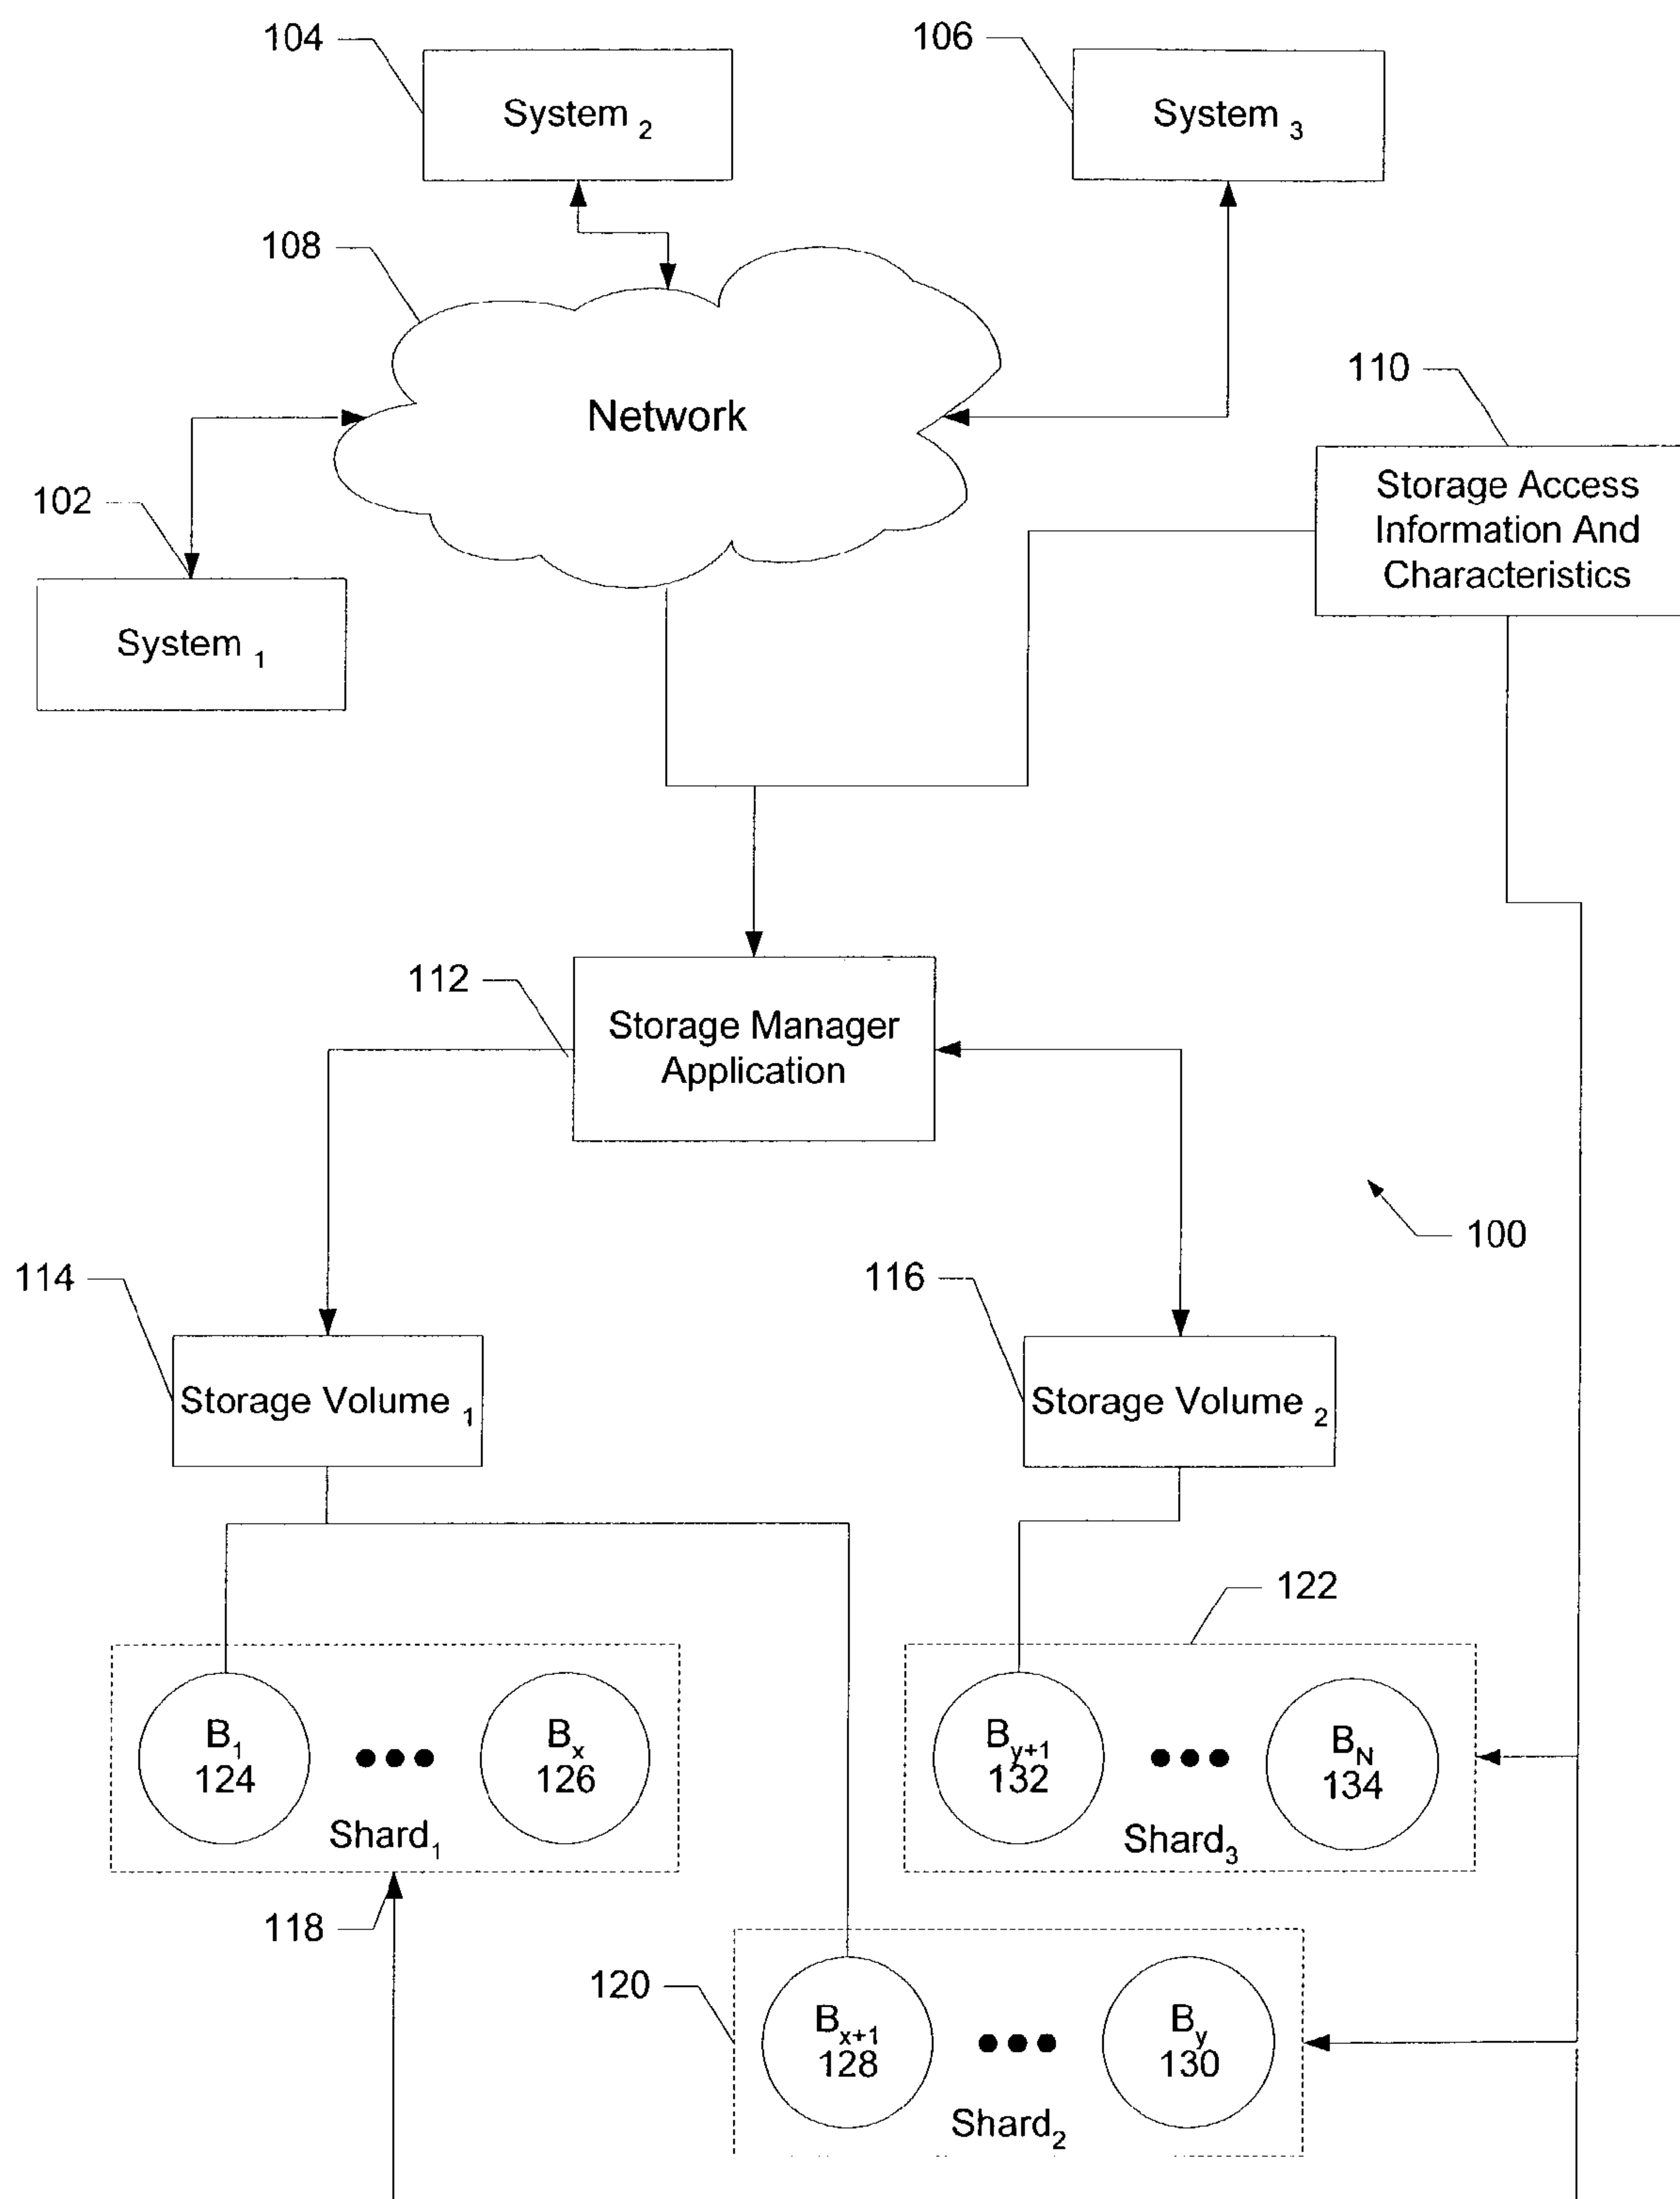 104
System 2
106
System 3
108
Network
110
Storage Access
Information And
Characteristics
102
System 1
112
Storage Manager
Application
100
114
Storage Volume 1
116
Storage Volume 2
122
B1
124
Bx
126
Shard1
By+1
132
BN
134
Shard3
118
120
Bx+1
128
By
130
Shard2